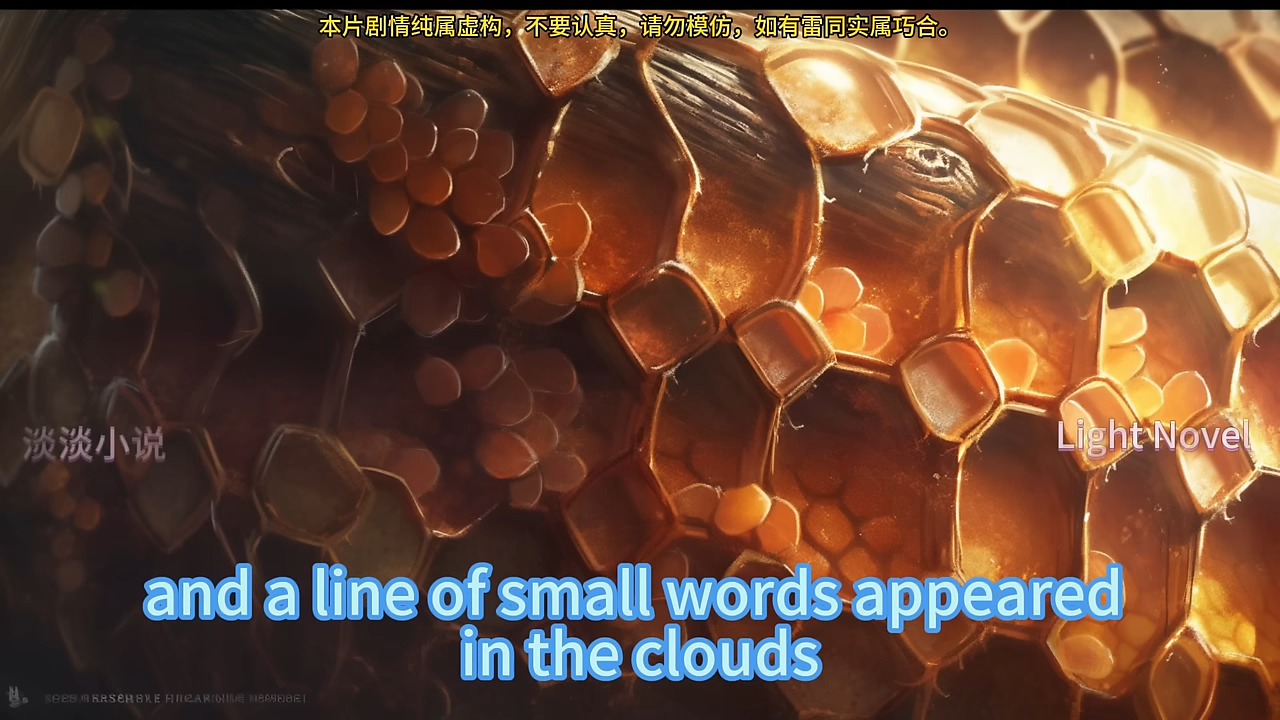 本片剧情纯属虚构，不要认真，请勿模仿，如有雷同实属巧合。
淡淡小说
Light Novel
and a line of small words appeared
in the clouds